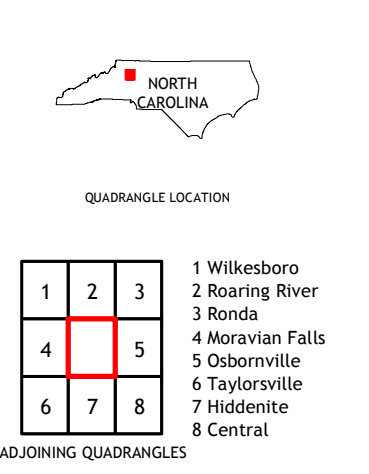 NORTH
CAROLINA
QUADRANGLE LOCATION
1 2 3
4 5
6 7 8
1 Wilkesboro
2 Roaring River
3 Ronda
4 Moravian Falls
5 Osbornville
6 Taylorsville
7 Hiddenite
8 Central
ADJOINING QUADRANGLES